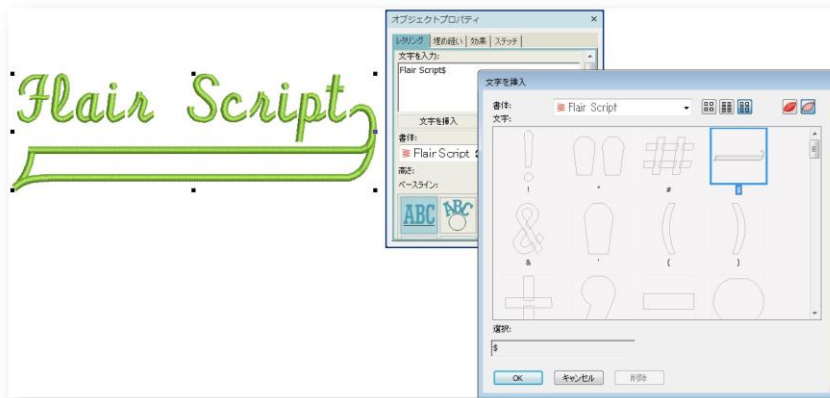 Flair Script
オブジェクトプロパティ
レタリング 埋め縫い 効果 ステッチ
文字を入力:
Flair Script$
文字を挿入
書体:
Flair Script
高さ:
ベースライン:
ABC ABC
文字を挿入
書体: Flair Script
文字:
! " # $
& ' ( )
選択:
$
OK キャンセル 削除